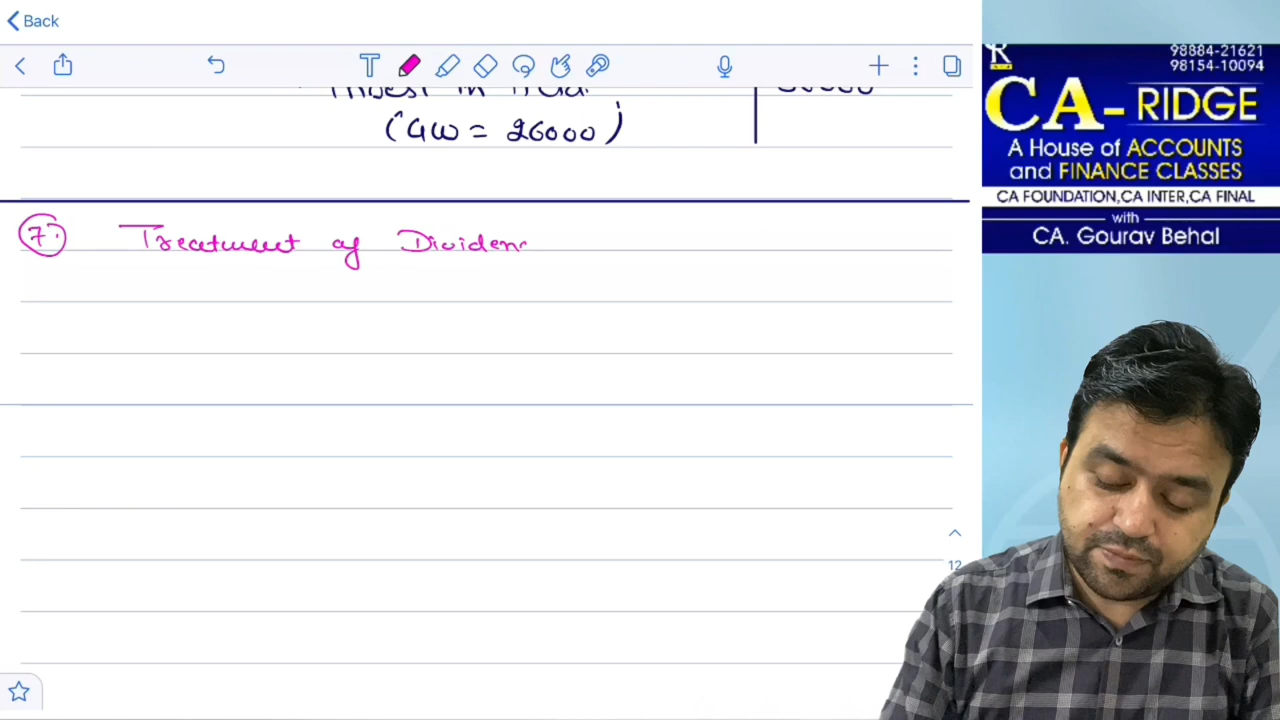 Back
98884-21621
98154-10094
R
T
CA-RIDGE
A House of ACCOUNTS
and FINANCE CLASSES
CA FOUNDATION,CA INTER,CA FINAL
with
CA. Gourav Behal
(GW = 26000)
7. Treatment of Dividen
12